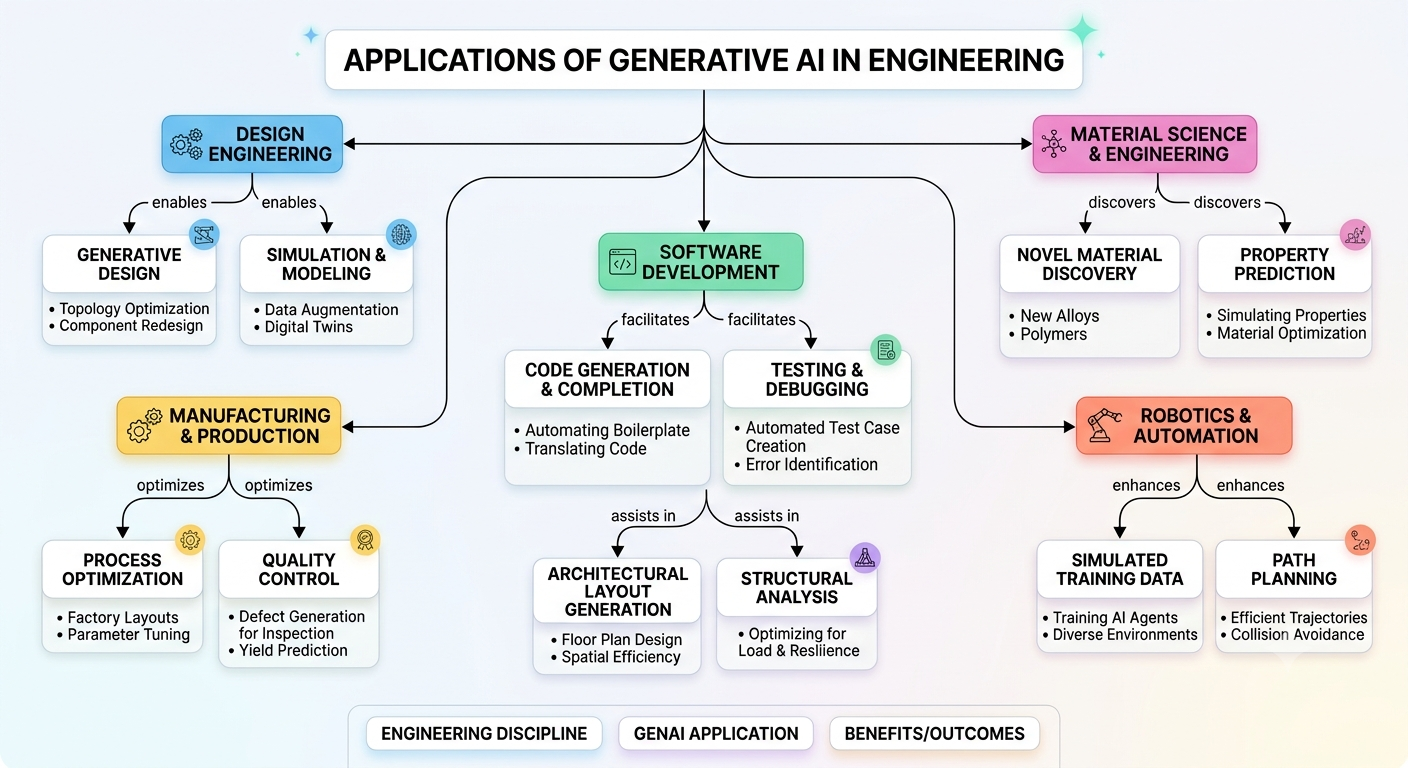 APPLICATIONS OF GENERATIVE AI IN ENGINEERING
DESIGN
ENGINEERING
enables
enables
GENERATIVE
DESIGN
• Topology Optimization
• Component Redesign
SIMULATION &
MODELING
• Data Augmentation
• Digital Twins
MATERIAL SCIENCE
& ENGINEERING
discovers
discovers
NOVEL MATERIAL
DISCOVERY
• New Alloys
• Polymers
PROPERTY
PREDICTION
• Simulating Properties
• Material Optimization
</>
SOFTWARE
DEVELOPMENT
facilitates
facilitates
CODE GENERATION
& COMPLETION
• Automating Boilerplate
• Translating Code
TESTING &
DEBUGGING
• Automated Test Case
Creation
• Error Identification
assists in
assists in
ARCHITECTURAL
LAYOUT
GENERATION
• Floor Plan Design
• Spatial Efficiency
STRUCTURAL
ANALYSIS
• Optimizing for
Load & Resliience
MANUFACTURING
& PRODUCTION
optimizes
optimizes
PROCESS
OPTIMIZATION
• Factory Layouts
• Parameter Tuning
QUALITY
CONTROL
• Defect Generation
for Inspection
• Yield Prediction
ROBOTICS &
AUTOMATION
enhances
enhances
SIMULATED
TRAINING DATA
• Training AI Agents
• Diverse Environments
PATH
PLANNING
• Efficient Trajectories
• Collision Avoidance
ENGINEERING DISCIPLINE
GENAI APPLICATION
BENEFITS/OUTCOMES